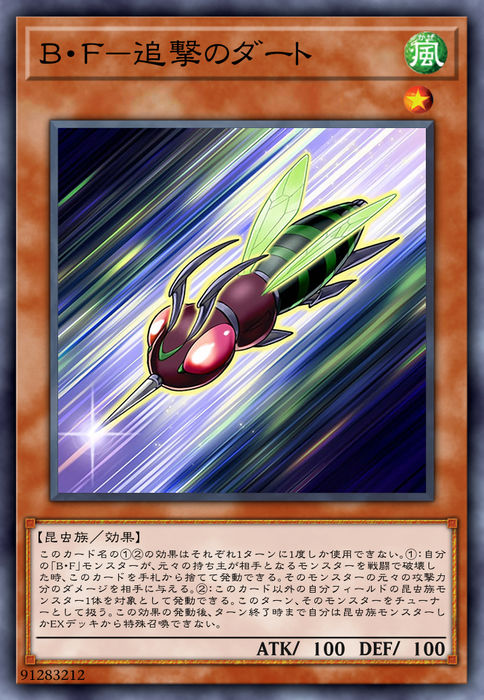 B・F－追撃のダート
かぜ
風
【昆虫族／効果】
このカード名の①②の効果はそれぞれ1ターンに1度しか使用できない。①:自分
の「B・F」モンスターが、元々の持ち主が相手となるモンスターを戦闘で破壊し
た時、このカードを手札から捨てて発動できる。そのモンスターの元々の攻撃力
分のダメージを相手に与える。②:このカード以外の自分フィールドの昆虫族モ
ンスター1体を対象として発動できる。このターン、そのモンスターをチューナ
ーとして扱う。この効果の発動後、ターン終了時まで自分は昆虫族モンスターし
かEXデッキから特殊召喚できない。
ATK/ 100 DEF/ 100
91283212